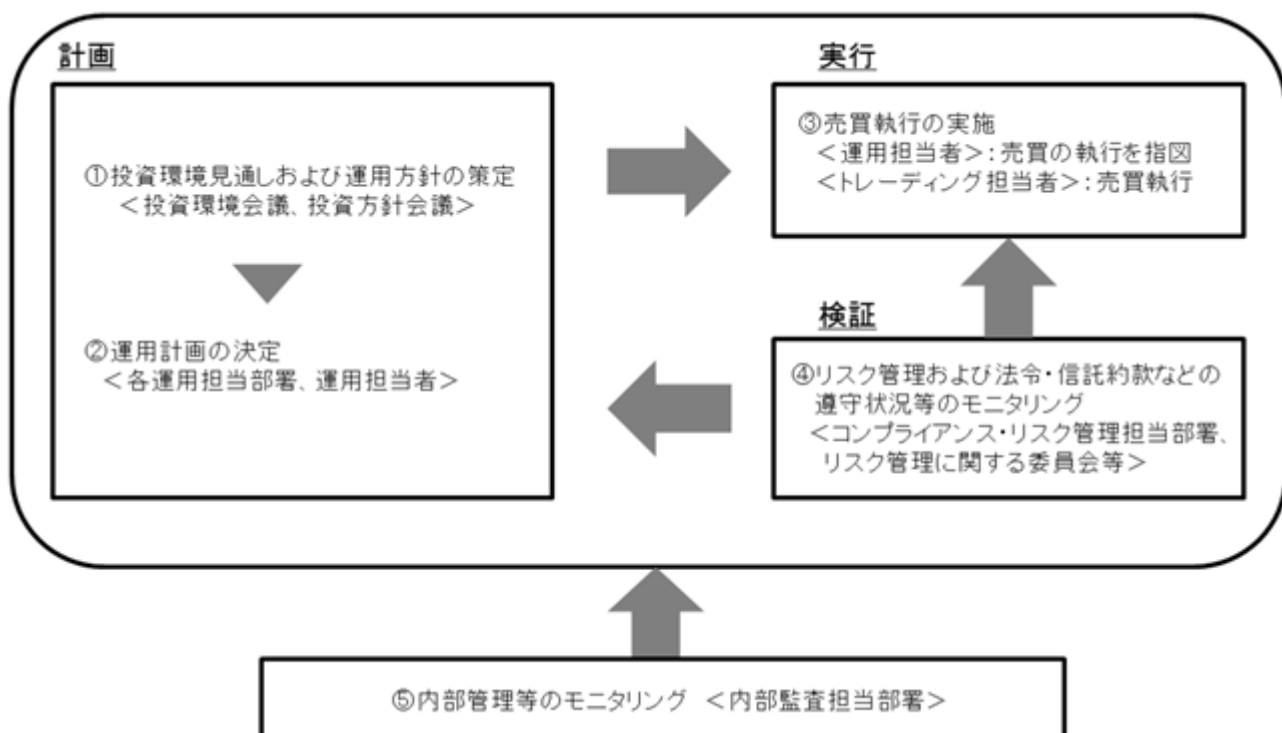 計画
①投資環境見通しおよび運用方針の策定
＜投資環境会議、投資方針会議＞
②運用計画の決定
＜各運用担当部署、運用担当者＞
実行
③売買執行の実施
＜運用担当者＞：売買の執行を指図
＜トレーディング担当者＞：売買執行
検証
④リスク管理および法令・信託約款などの
遵守状況等のモニタリング
＜コンプライアンス・リスク管理担当部署、
リスク管理に関する委員会等＞
⑤内部管理等のモニタリング ＜内部監査担当部署＞